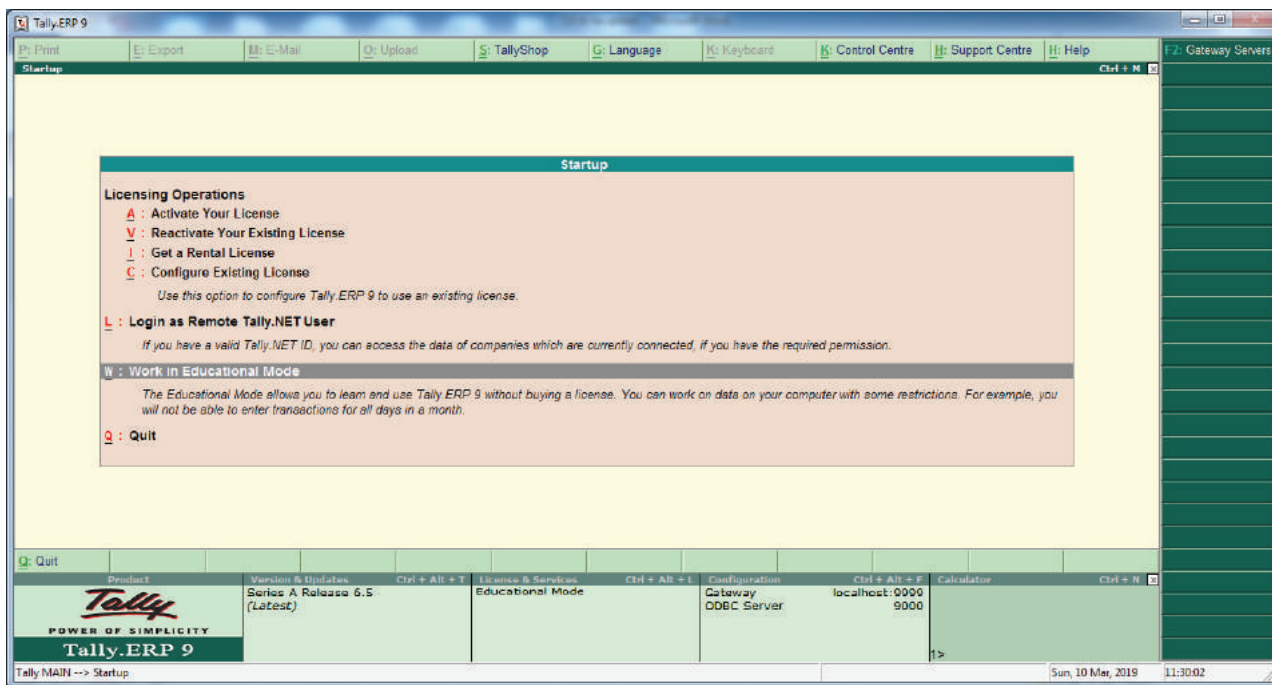 Tally.ERP 9
P: Print E: Export M: E-Mail O: Upload S: TallyShop G: Language K: Keyboard K: Control Centre H: Support Centre H: Help F2: Gateway Servers
Startup Ctrl + M
Startup
Licensing Operations
A : Activate Your License
V : Reactivate Your Existing License
I : Get a Rental License
C : Configure Existing License
Use this option to configure Tally.ERP 9 to use an existing license.
L : Login as Remote Tally.NET User
If you have a valid Tally.NET ID, you can access the data of companies which are currently connected, if you have the required permission.
W : Work in Educational Mode
The Educational Mode allows you to learn and use Tally ERP 9 without buying a license. You can work on data on your computer with some restrictions. For example, you
will not be able to enter transactions for all days in a month.
Q : Quit
Q: Quit
Product Version & Updates Ctrl + Alt + T License & Services Ctrl + Alt + L Configuration Ctrl + Alt + F Calculator Ctrl + N
Tally
POWER OF SIMPLICITY
Tally.ERP 9
Series A Release 6.5
(Latest)
Educational Mode
Gateway localhost:9999
ODBC Server 9000
1>
Tally MAIN --> Startup Sun, 10 Mar, 2019 11:30:02